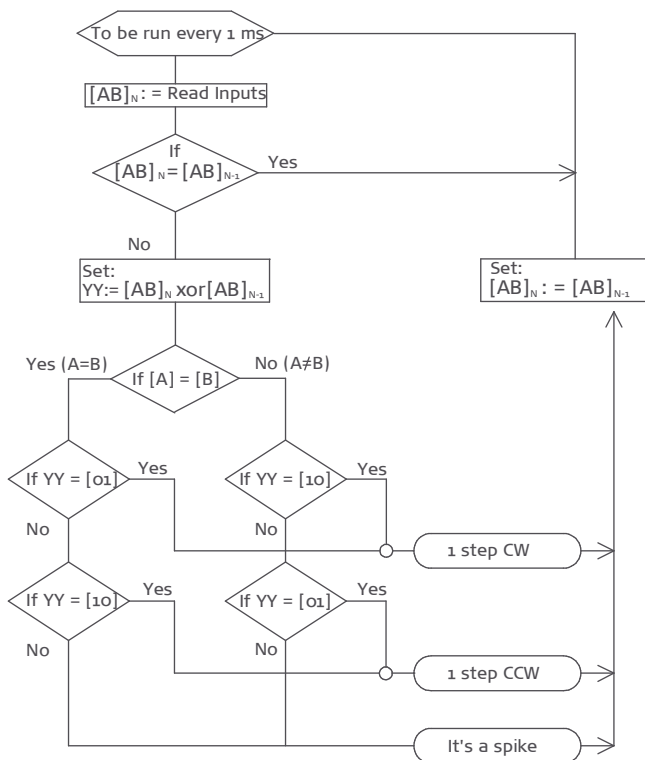 To be run every 1 ms
[AB]N : = Read Inputs
If
[AB]N = [AB]N-1
Yes
No
Set:
YY:= [AB]N xor[AB]N-1
Set:
[AB]N : = [AB]N-1
Yes (A=B)
If [A] = [B]
No (A≠B)
If YY = [01]
Yes
If YY = [10]
Yes
No
No
1 step CW
If YY = [10]
Yes
If YY = [01]
Yes
No
No
1 step CCW
It's a spike